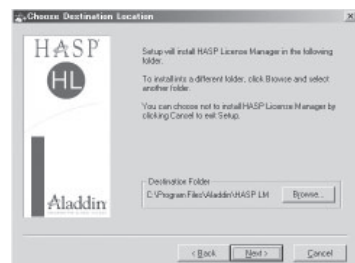 Choose Destination Location
HASP
HL
Aladdin
Setup will install HASP License Manager in the following
folder.
To install into a different folder, click Browse and select
another folder.
You can choose not to install HASP License Manager by
clicking Cancel to exit Setup.
Destination Folder
C:\Program Files\Aladdin\HASP LM
Browse...
< Back
Next >
Cancel